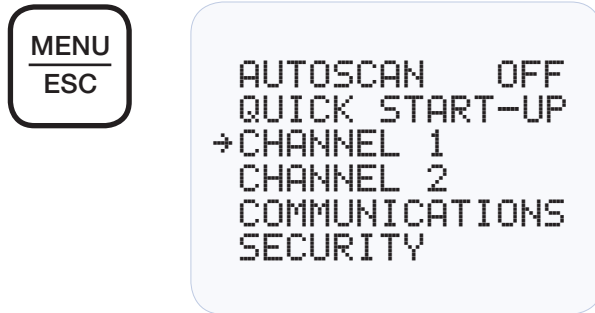 MENU
ESC
AUTOSCAN OFF
QUICK START-UP
→CHANNEL 1
CHANNEL 2
COMMUNICATIONS
SECURITY